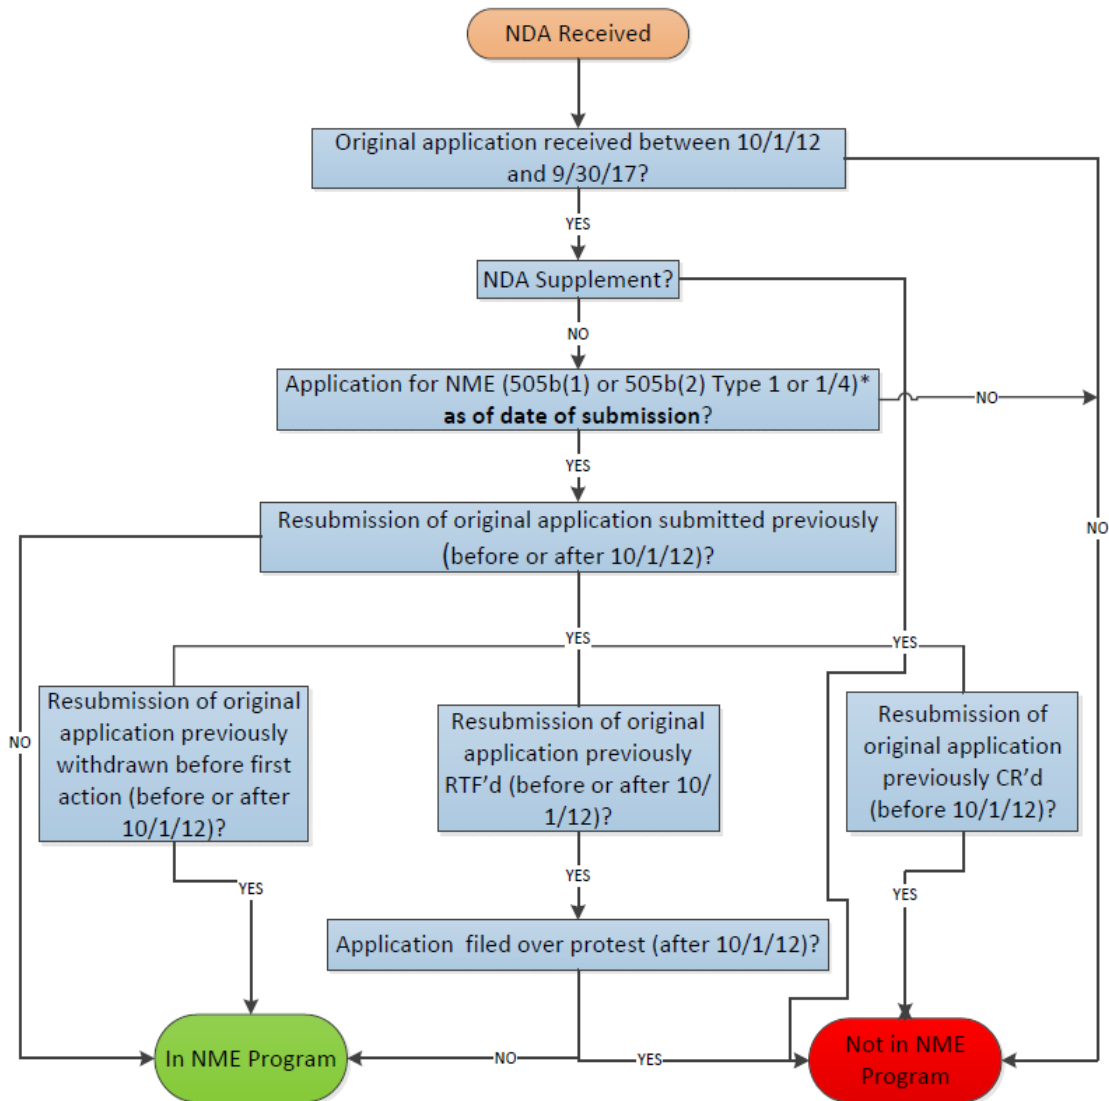 NDA Received
Original application received between 10/1/12
and 9/30/17?
YES
NDA Supplement?
NO
Application for NME (505b(1) or 505b(2) Type 1 or 1/4)*
as of date of submission?
NO
YES
Resubmission of original application submitted previously
(before or after 10/1/12)?
NO
YES
YES
Resubmission of original
application previously
withdrawn before first
action (before or after
10/1/12)?
Resubmission of original
application previously
RTF'd (before or after 10/
1/12)?
Resubmission of
original application
previously CR'd
(before 10/1/12)?
NO
YES
YES
YES
Application filed over protest (after 10/1/12)?
In NME Program
NO
YES
Not in NME
Program